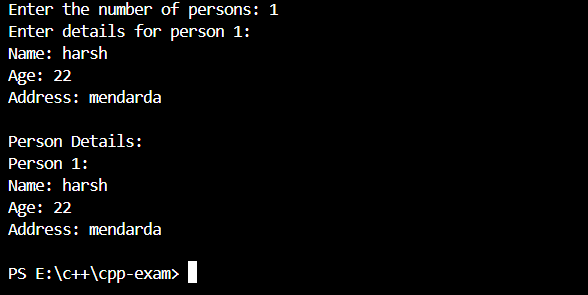 Enter the number of persons: 1
Enter details for person 1:
Name: harsh
Age: 22
Address: mendarda
Person Details:
Person 1:
Name: harsh
Age: 22
Address: mendarda
PS E:\c++\cpp-exam>